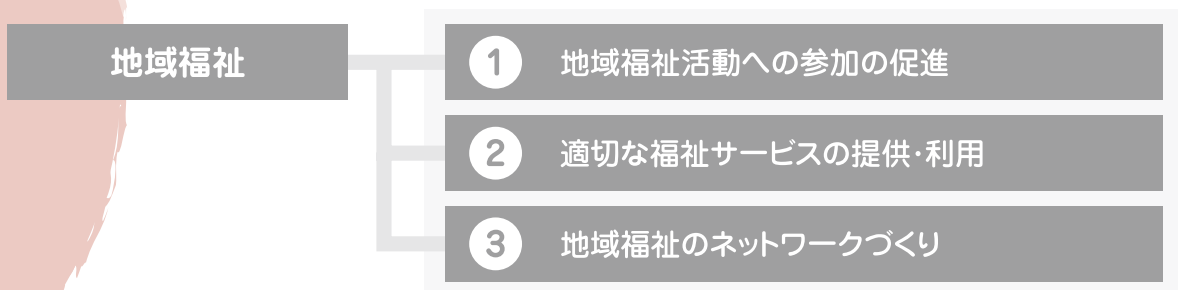 地域福祉
1 地域福祉活動への参加の促進
2 適切な福祉サービスの提供・利用
3 地域福祉のネットワークづくり